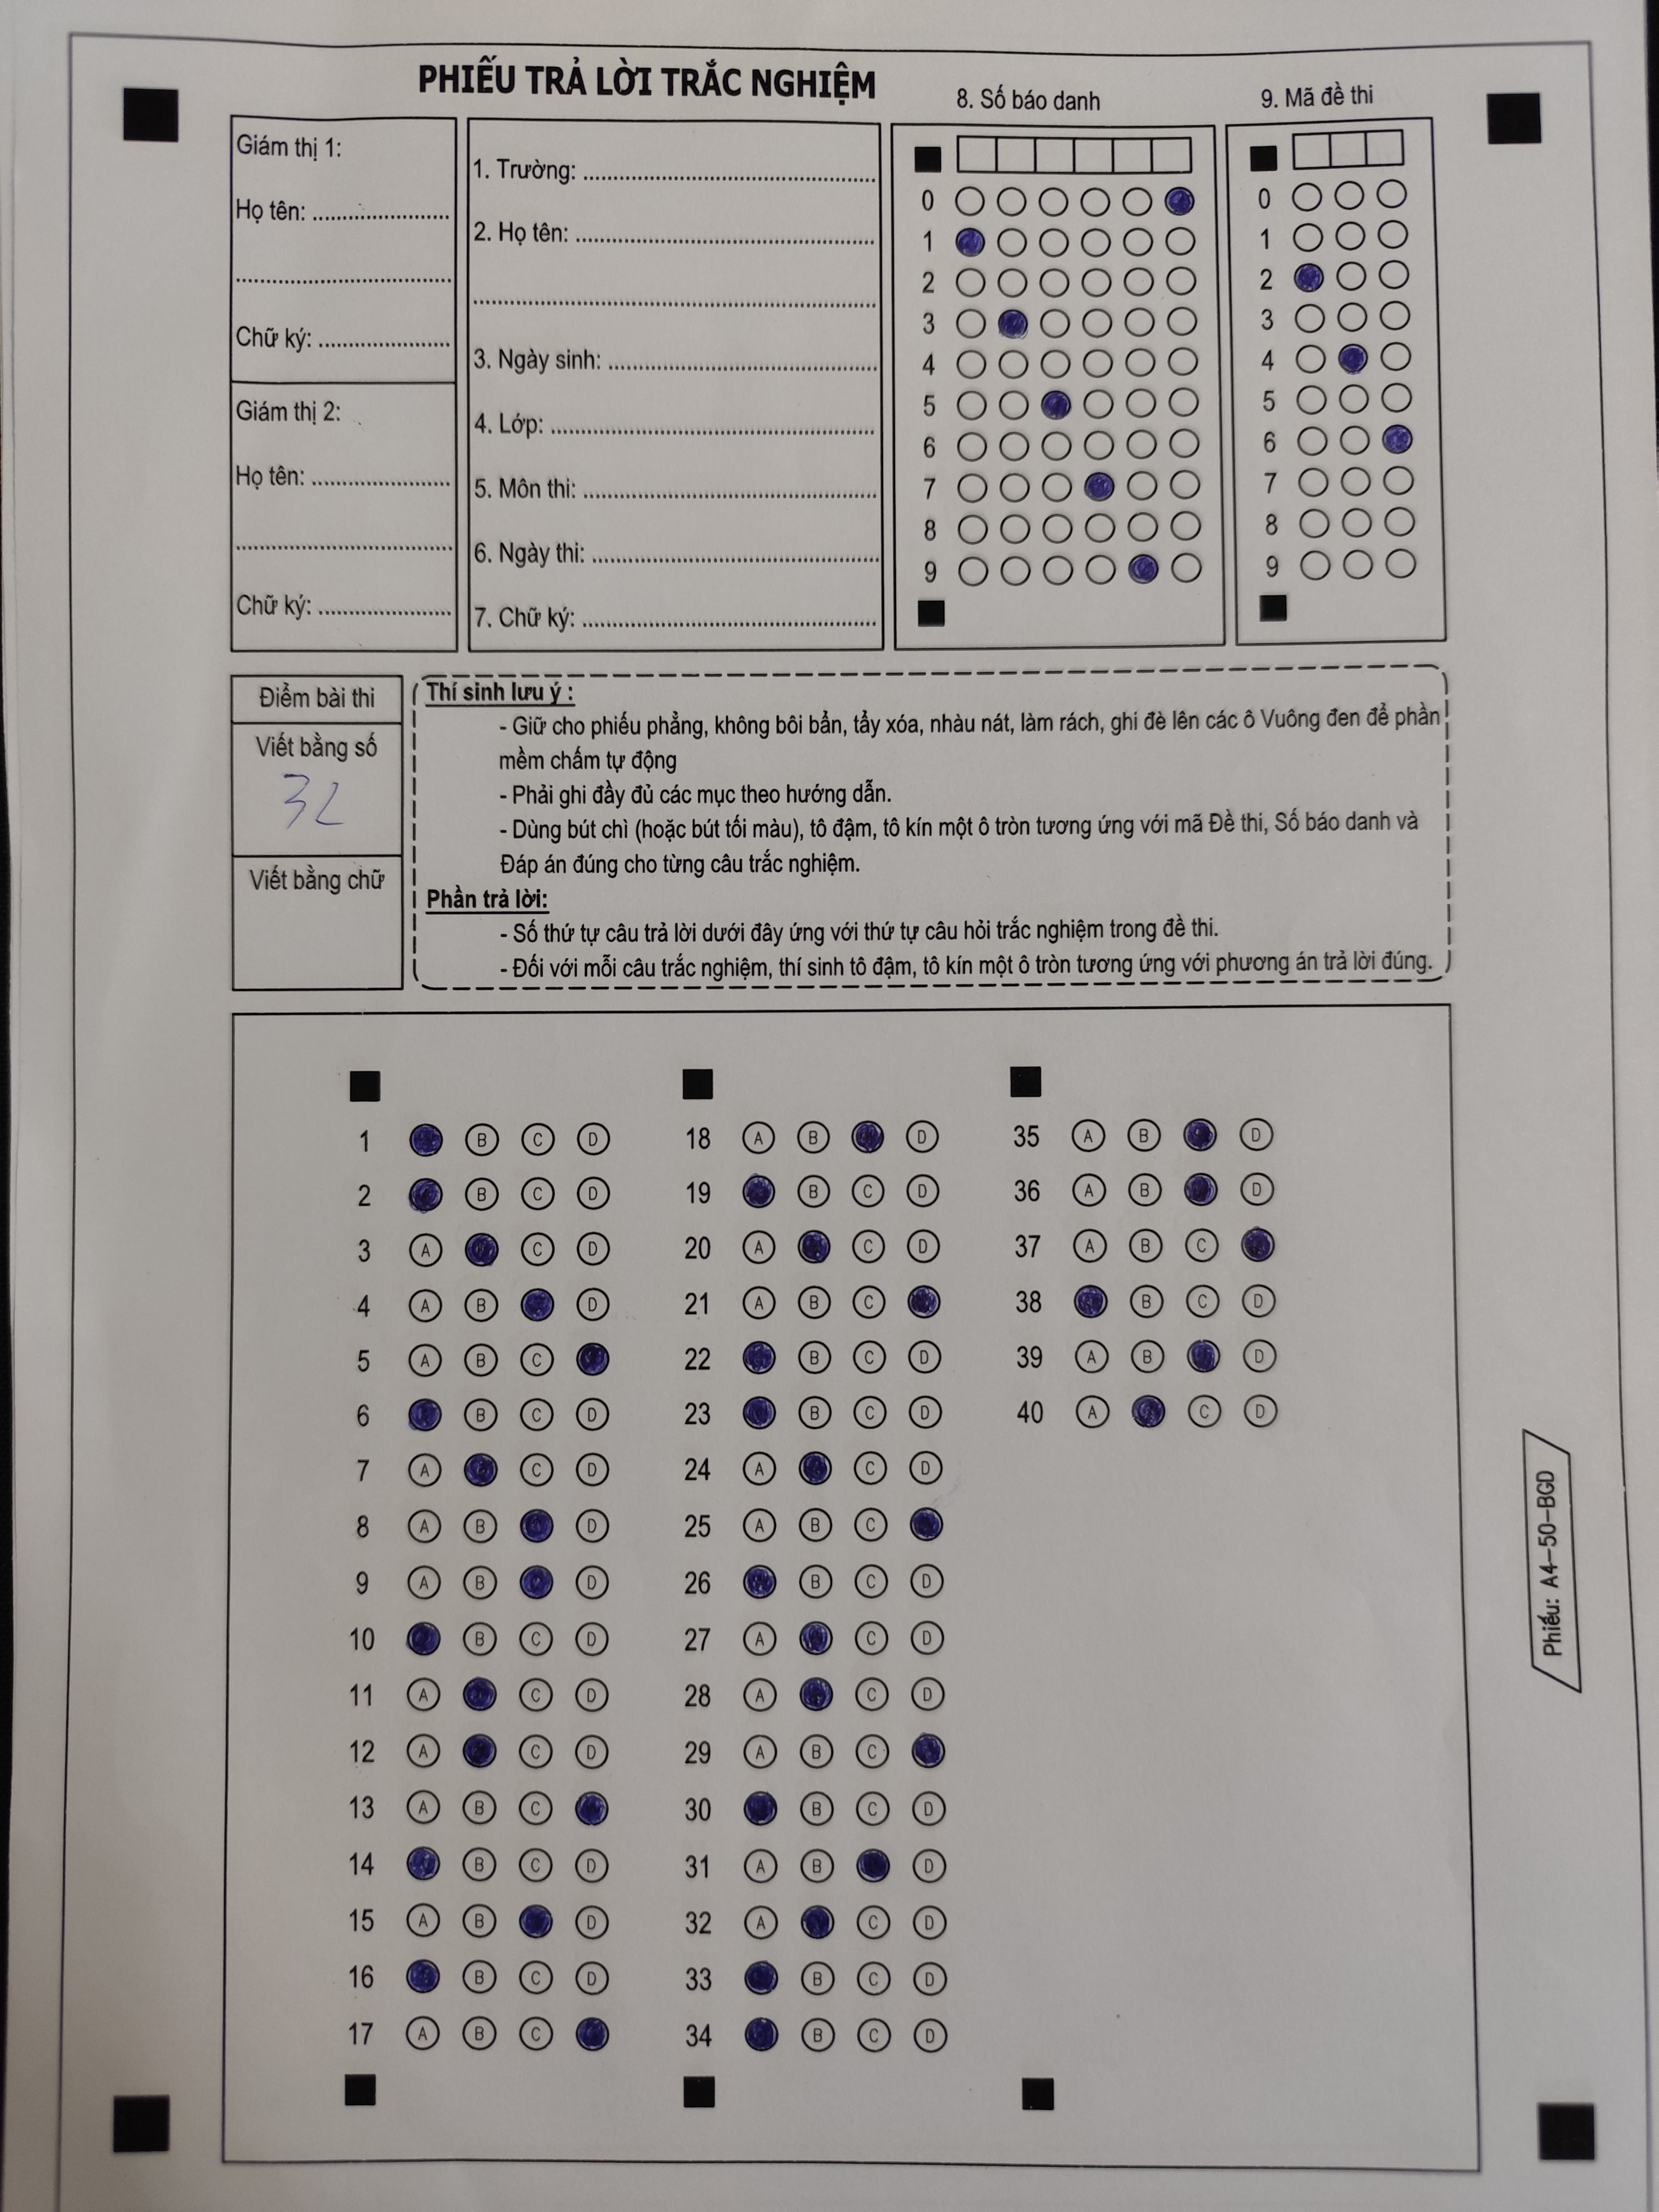 PHIẾU TRẢ LỜI TRẮC NGHIỆM
8. Số báo danh
9. Mã đề thi
Giám thị 1:
Họ tên: ........................
........................................
Chữ ký: ........................
Giám thị 2:
Họ tên: ........................
........................................
Chữ ký: ........................
1. Trường: ........................................
2. Họ tên: ........................................
........................................
3. Ngày sinh: ........................................
4. Lớp: ........................................
5. Môn thi: ........................................
6. Ngày thi: ........................................
7. Chữ ký: ........................................
0
1
2
3
4
5
6
7
8
9
0
1
2
3
4
5
6
7
8
9
Điểm bài thi
Viết bằng số
32
Viết bằng chữ
Thí sinh lưu ý :
- Giữ cho phiếu phẳng, không bôi bẩn, tẩy xóa, nhàu nát, làm rách, ghi đè lên các ô Vuông đen để phần
mềm chấm tự động
- Phải ghi đầy đủ các mục theo hướng dẫn.
- Dùng bút chì (hoặc bút tối màu), tô đậm, tô kín một ô tròn tương ứng với mã Đề thi, Số báo danh và
Đáp án đúng cho từng câu trắc nghiệm.
Phần trả lời:
- Số thứ tự câu trả lời dưới đây ứng với thứ tự câu hỏi trắc nghiệm trong đề thi.
- Đối với mỗi câu trắc nghiệm, thí sinh tô đậm, tô kín một ô tròn tương ứng với phương án trả lời đúng.
1 B C D
2 B C D
3 A C D
4 A B D
5 A B C
6 B C D
7 A C D
8 A B D
9 A B D
10 B C D
11 A C D
12 A C D
13 A B C
14 B C D
15 A B D
16 B C D
17 A B C
18 A B D
19 B C D
20 A C D
21 A B C
22 B C D
23 B C D
24 A C D
25 A B C
26 B C D
27 A C D
28 A C D
29 A B C
30 B C D
31 A B D
32 A C D
33 B C D
34 B C D
35 A B D
36 A B D
37 A B C
38 B C D
39 A B D
40 A C D
Phiếu: A4-50-BGD